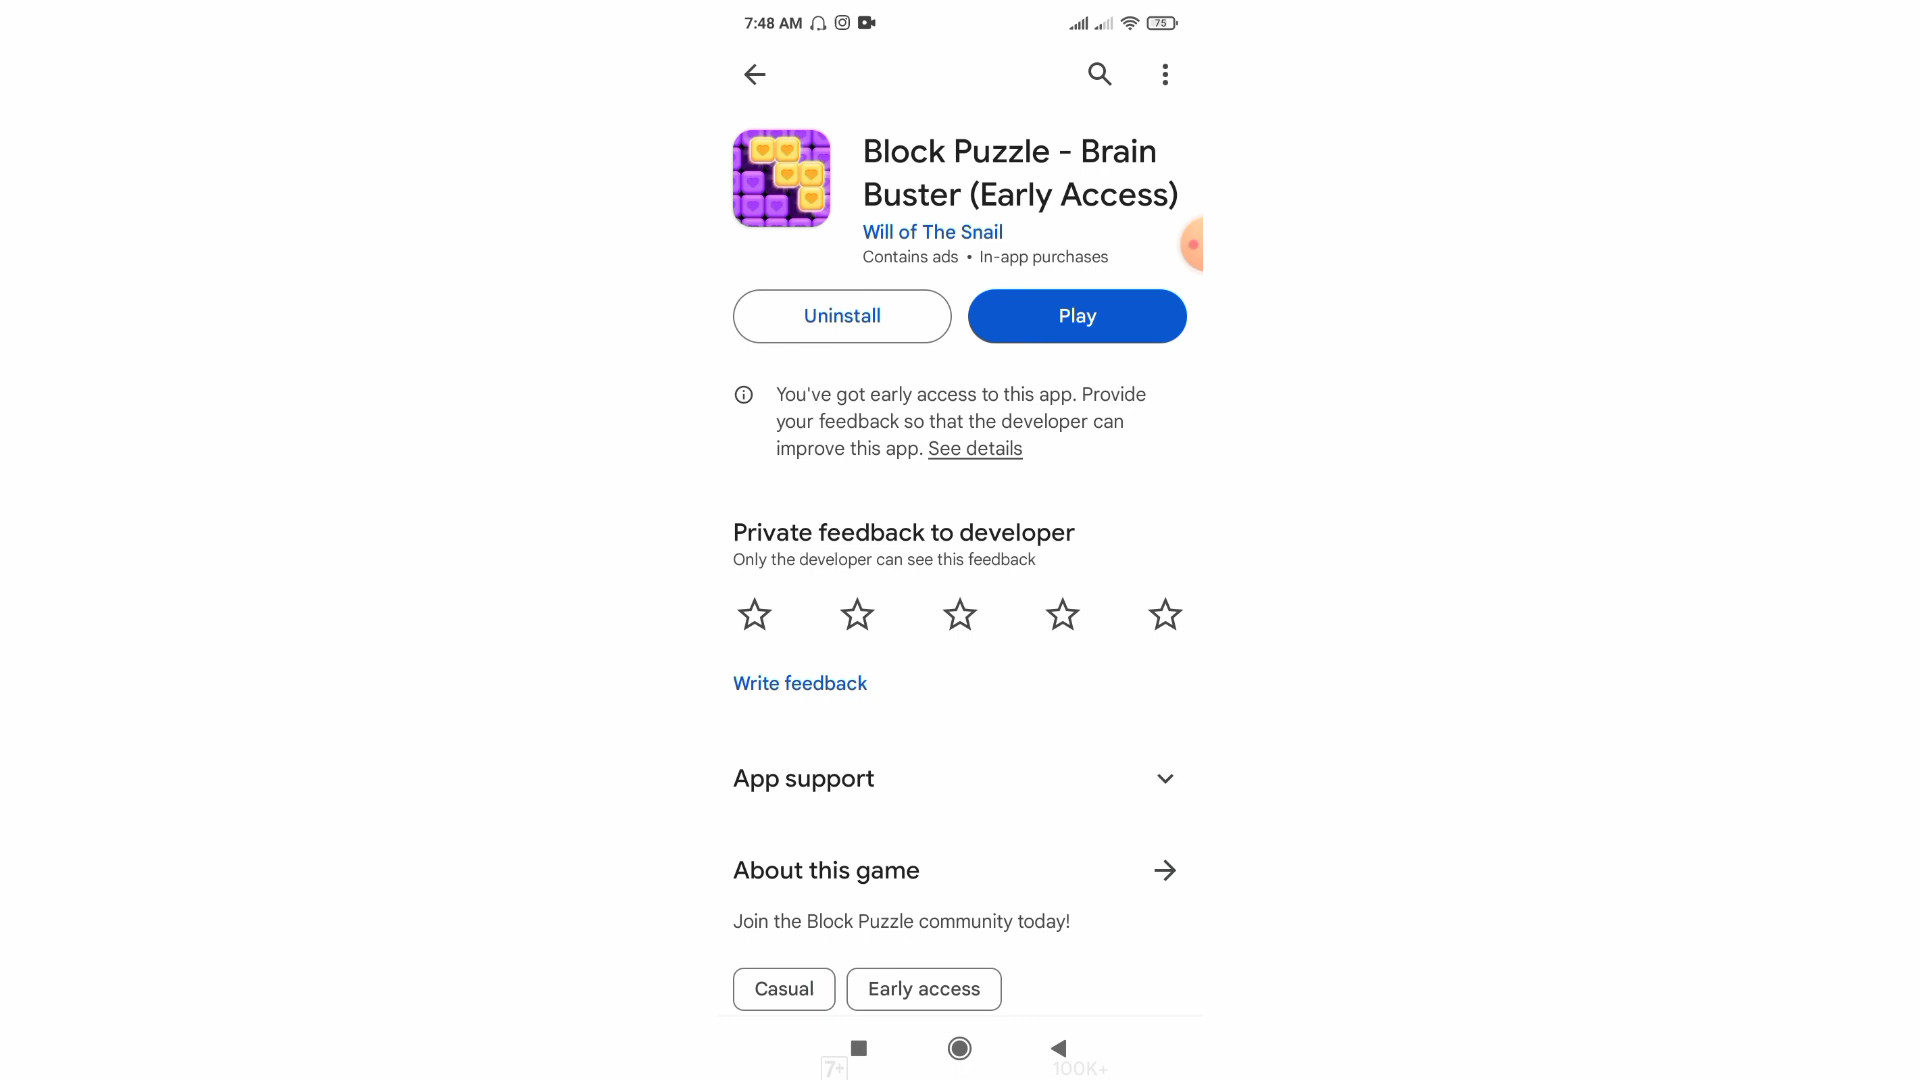 7:48 AM
75
Block Puzzle - Brain
Buster (Early Access)
Will of The Snail
Contains ads • In-app purchases
Uninstall
Play
You've got early access to this app. Provide
your feedback so that the developer can
improve this app. See details
Private feedback to developer
Only the developer can see this feedback
Write feedback
App support
About this game
Join the Block Puzzle community today!
Casual
Early access
7+
100K+